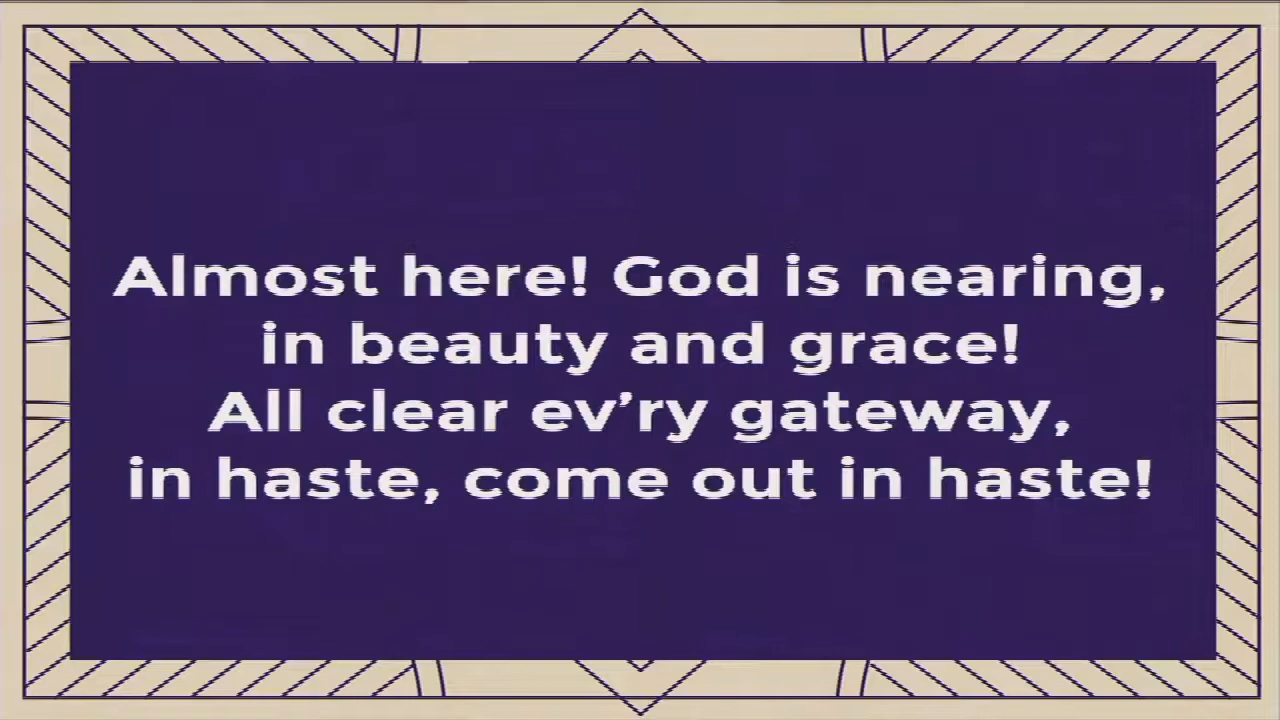 Almost here! God is nearing,
in beauty and grace!
All clear ev’ry gateway,
in haste, come out in haste!